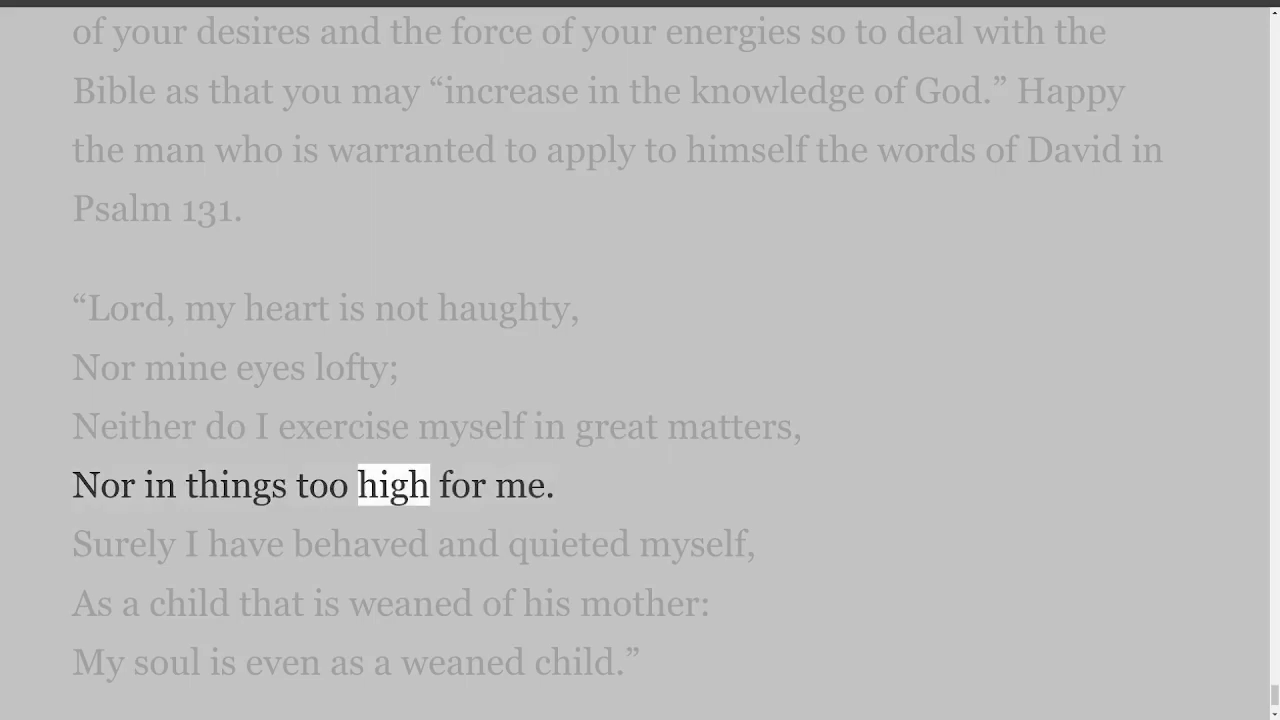 of your desires and the force of your energies so to deal with the
Bible as that you may “increase in the knowledge of God.” Happy
the man who is warranted to apply to himself the words of David in
Psalm 131.
“Lord, my heart is not haughty,
Nor mine eyes lofty;
Neither do I exercise myself in great matters,
Nor in things too high for me.
Surely I have behaved and quieted myself,
As a child that is weaned of his mother:
My soul is even as a weaned child.”